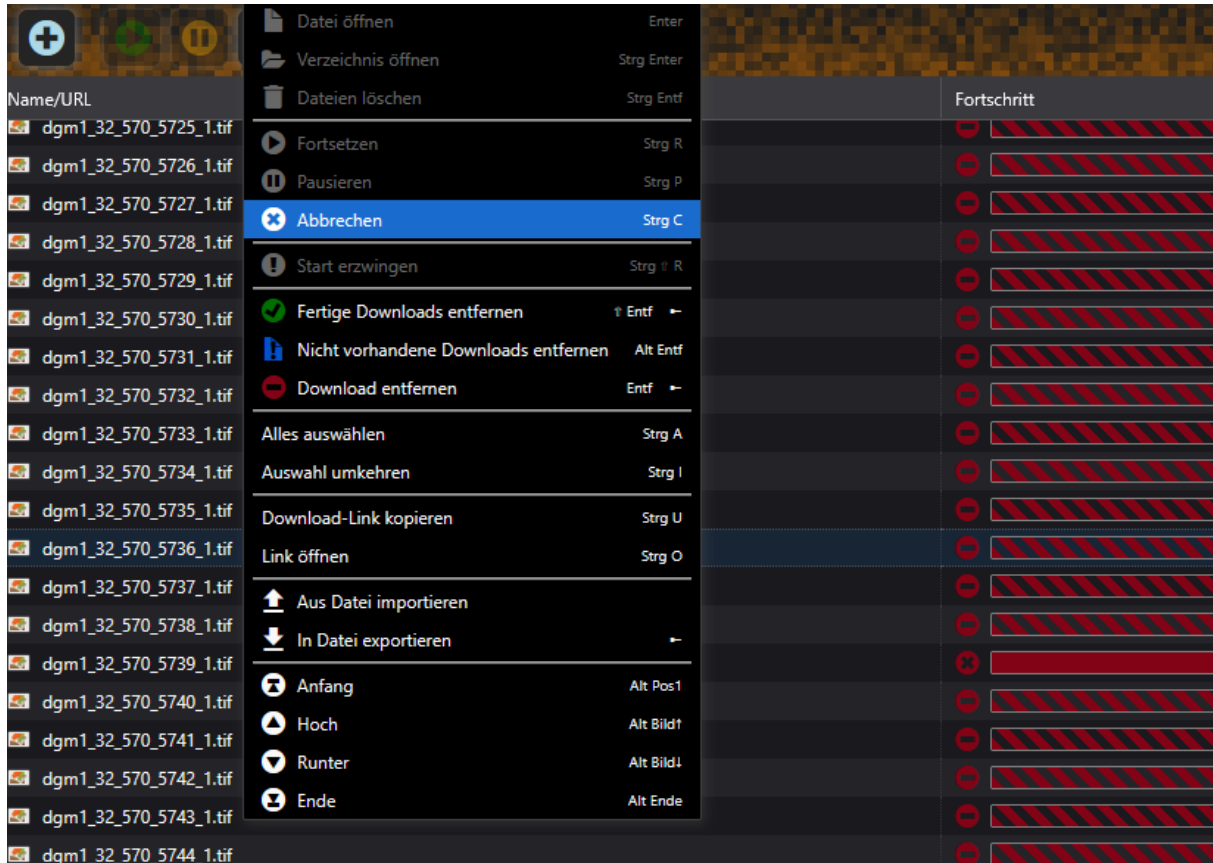 Datei öffnen Enter
Verzeichnis öffnen Strg Enter
Dateien löschen Strg Entf
Fortsetzen Strg R
Pausieren Strg P
Abbrechen Strg C
Start erzwingen Strg ⇧ R
Fertige Downloads entfernen ⇧ Entf
Nicht vorhandene Downloads entfernen Alt Entf
Download entfernen Entf
Alles auswählen Strg A
Auswahl umkehren Strg I
Download-Link kopieren Strg U
Link öffnen Strg O
Aus Datei importieren
In Datei exportieren
Anfang Alt Pos1
Hoch Alt Bild↑
Runter Alt Bild↓
Ende Alt Ende
Name/URL Fortschritt
dgm1_32_570_5725_1.tif
dgm1_32_570_5726_1.tif
dgm1_32_570_5727_1.tif
dgm1_32_570_5728_1.tif
dgm1_32_570_5729_1.tif
dgm1_32_570_5730_1.tif
dgm1_32_570_5731_1.tif
dgm1_32_570_5732_1.tif
dgm1_32_570_5733_1.tif
dgm1_32_570_5734_1.tif
dgm1_32_570_5735_1.tif
dgm1_32_570_5736_1.tif
dgm1_32_570_5737_1.tif
dgm1_32_570_5738_1.tif
dgm1_32_570_5739_1.tif
dgm1_32_570_5740_1.tif
dgm1_32_570_5741_1.tif
dgm1_32_570_5742_1.tif
dgm1_32_570_5743_1.tif
dgm1_32_570_5744_1.tif